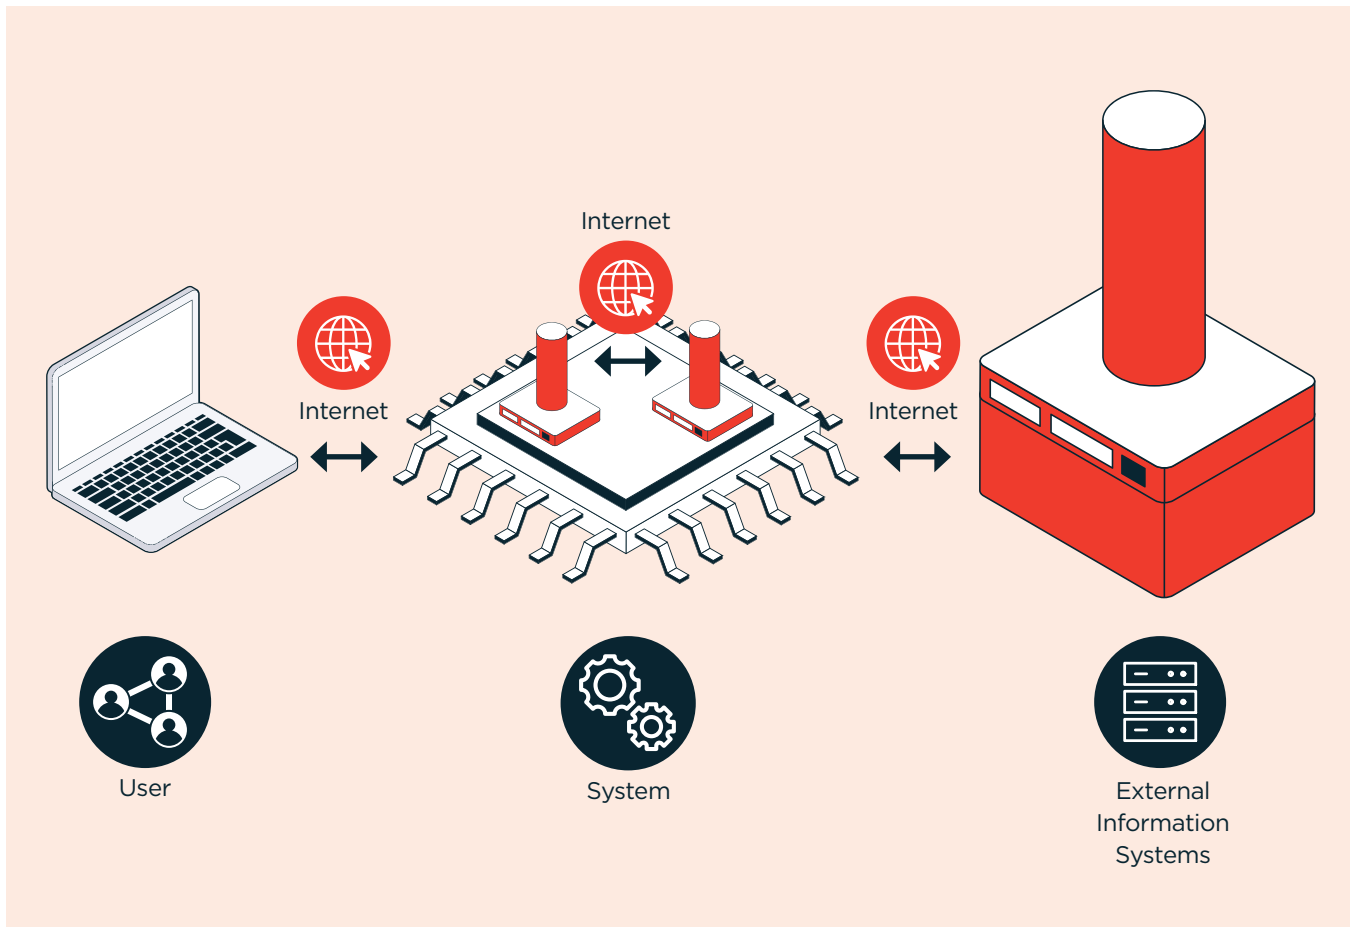 Internet
Internet
Internet
User
System
External
Information
Systems